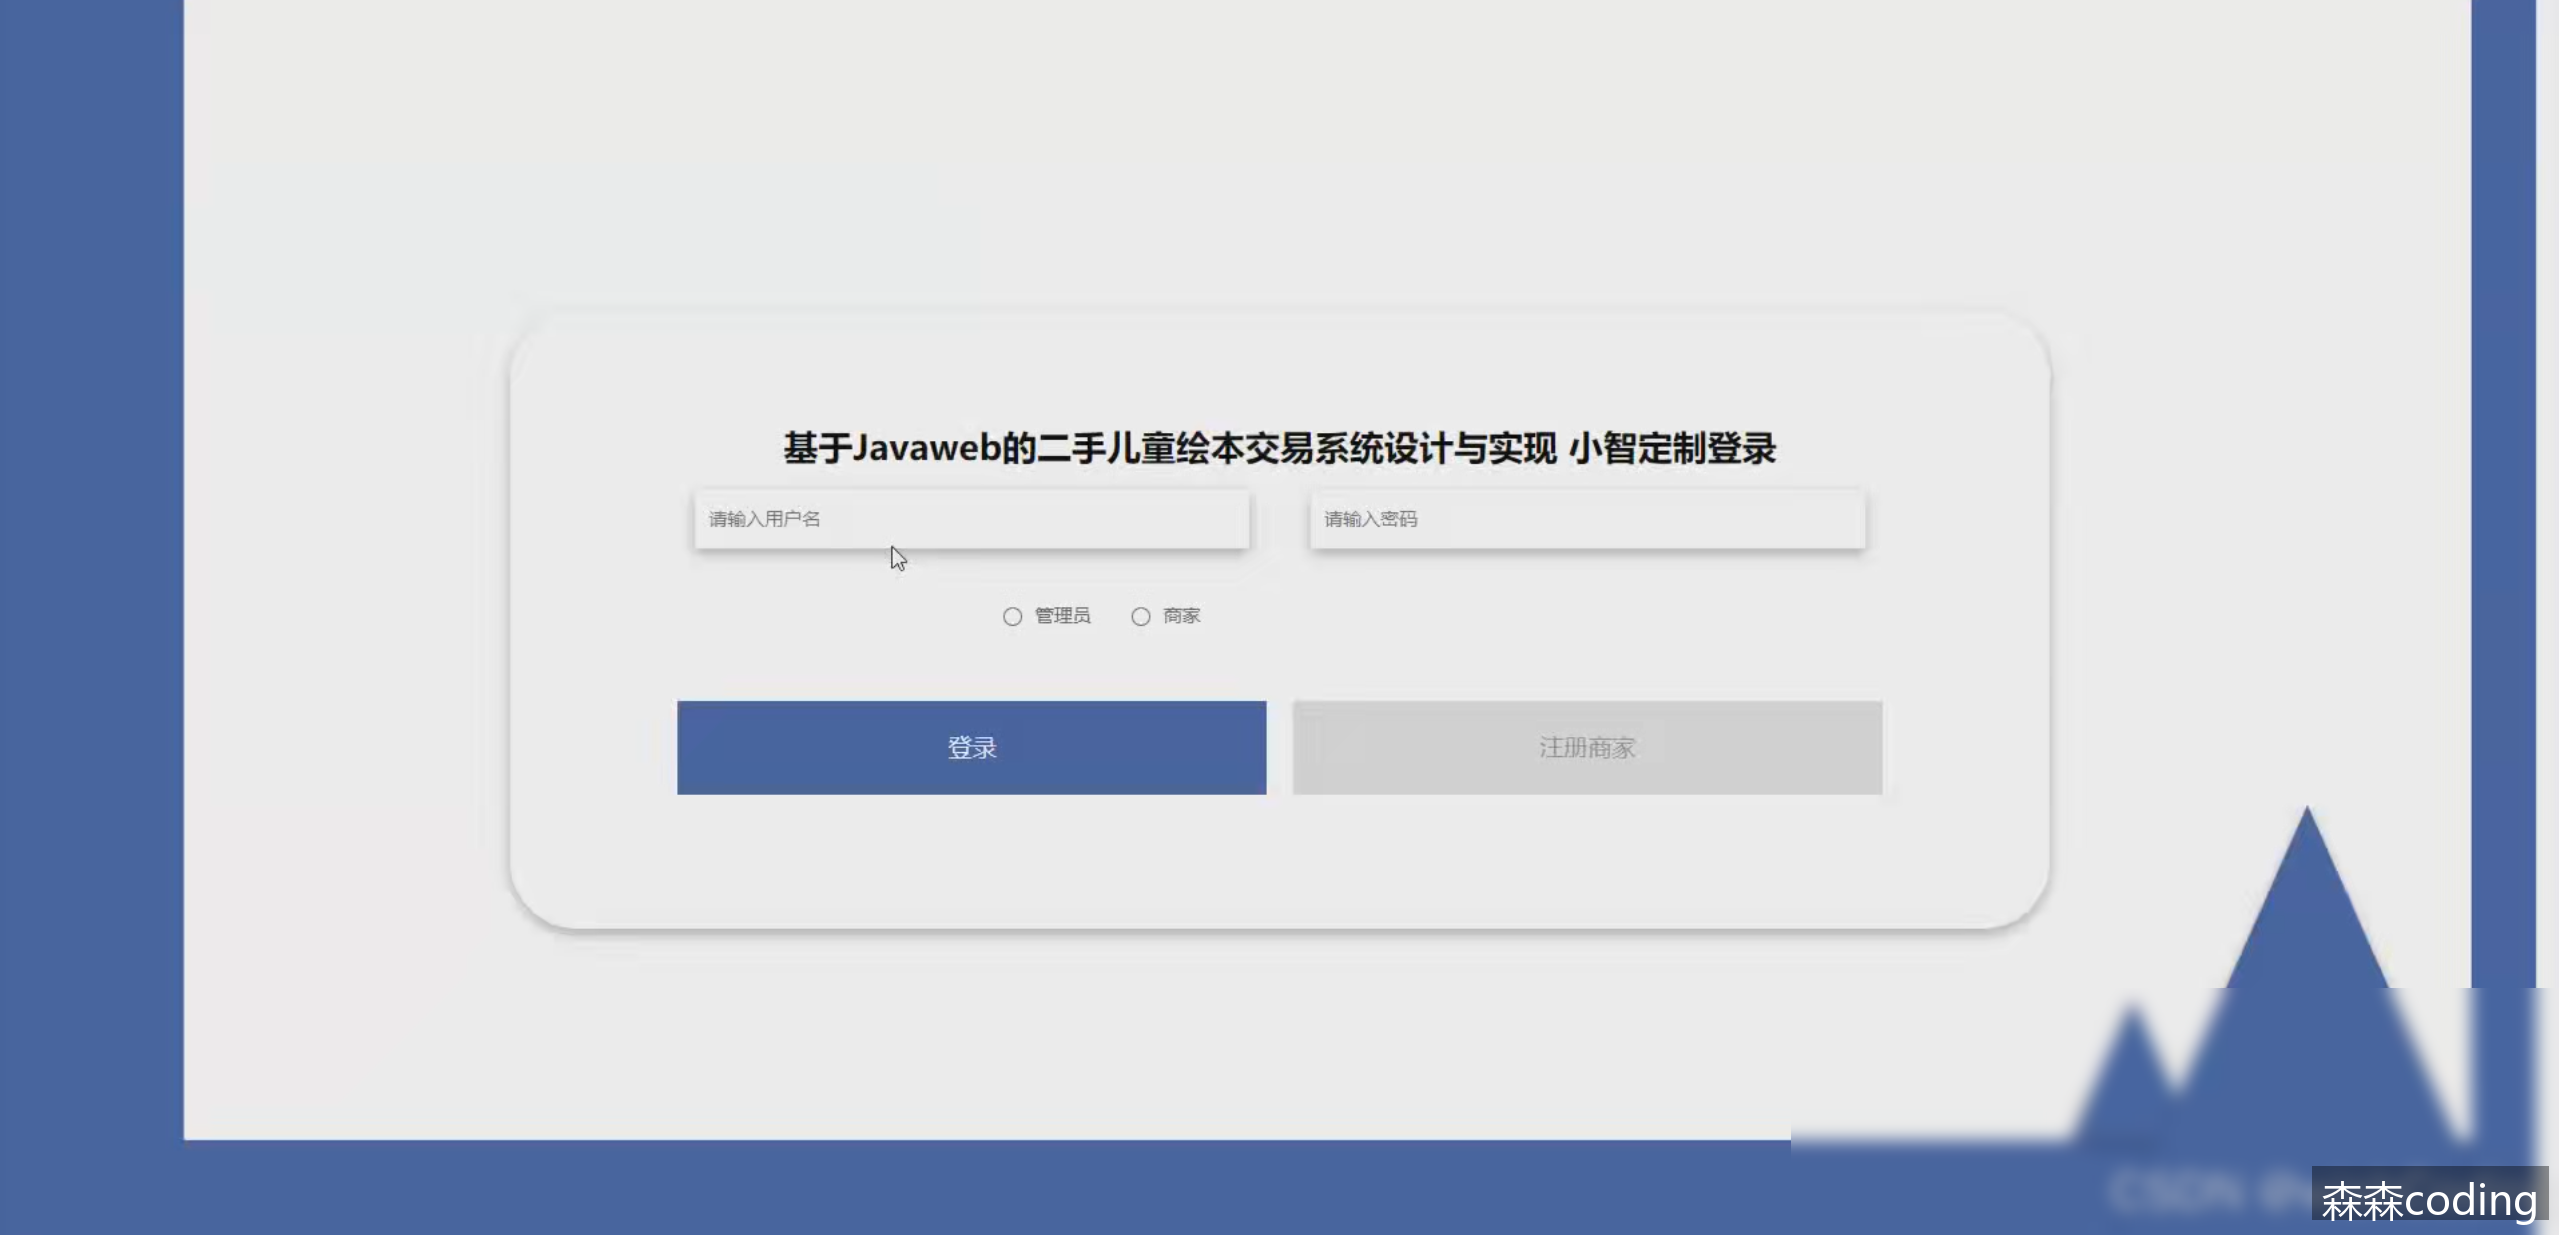 基于Javaweb的二手儿童绘本交易系统设计与实现 小智定制登录
请输入用户名
请输入密码
管理员
商家
登录
注册商家
森森coding